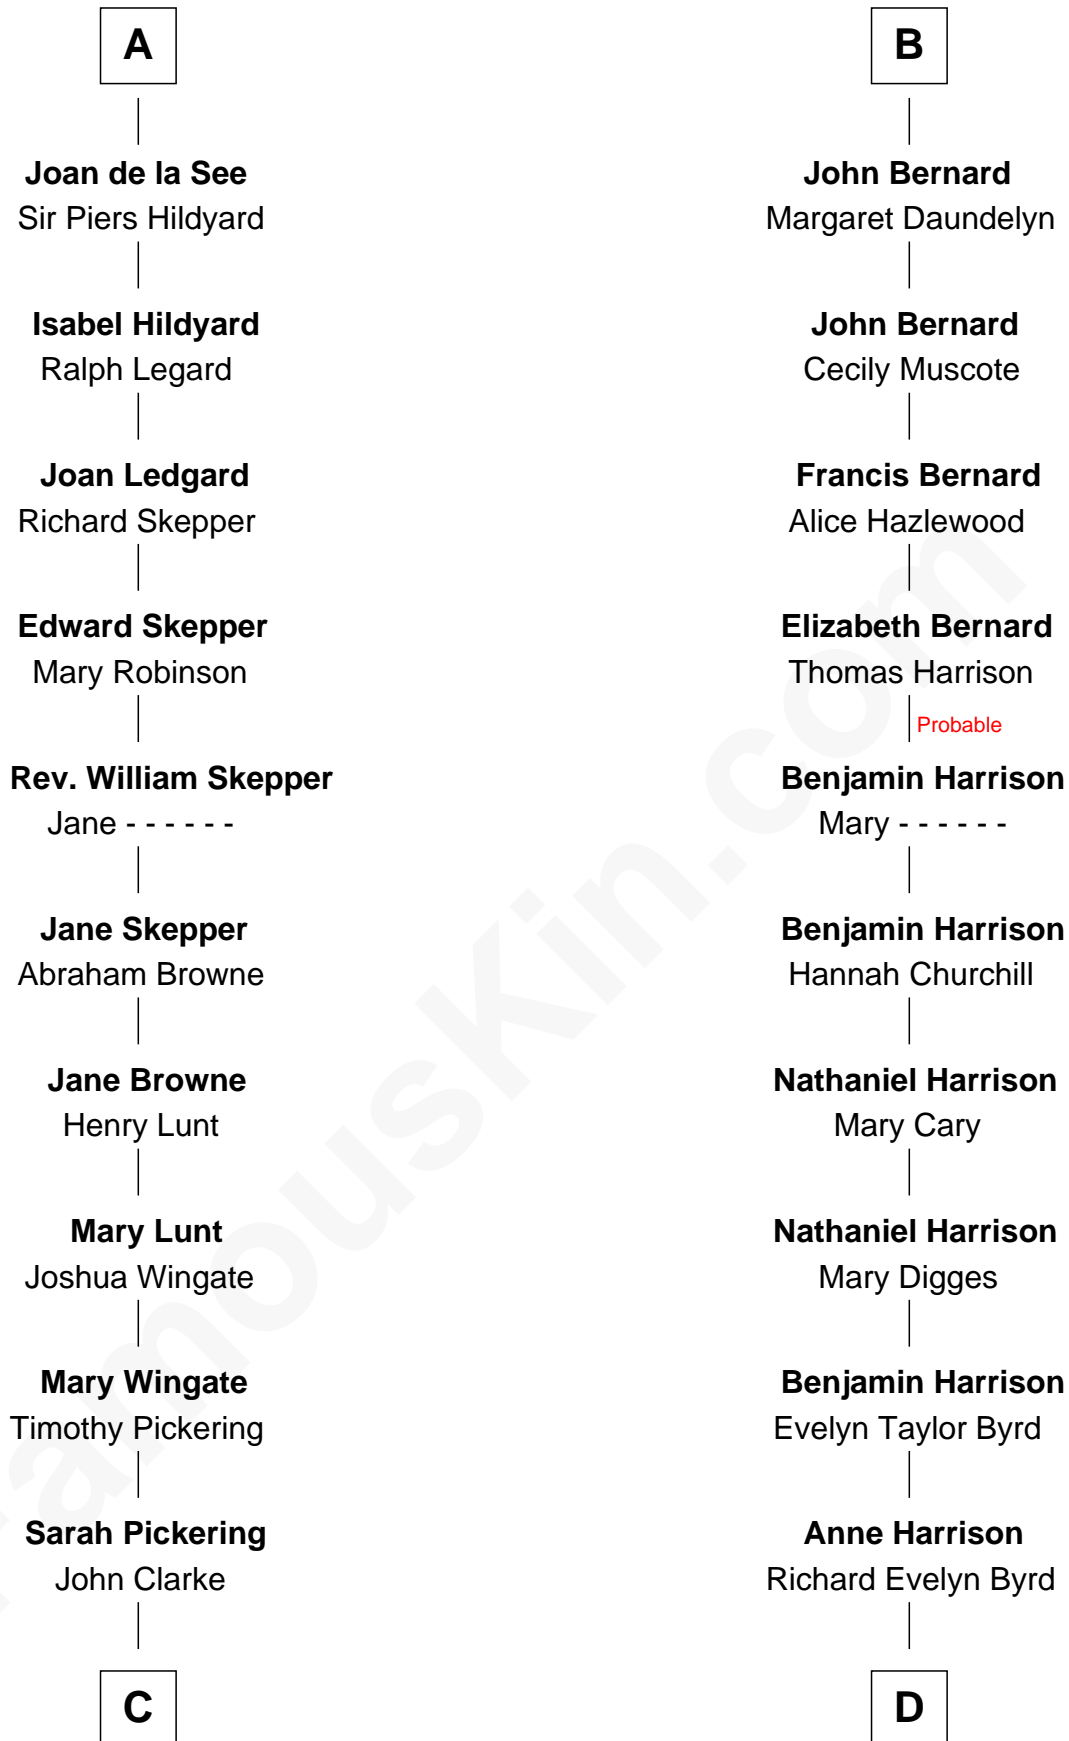 A
Joan de la See
Sir Piers Hildyard
Isabel Hildyard
Ralph Legard
Joan Ledgard
Richard Skepper
Edward Skepper
Mary Robinson
Rev. William Skepper
Jane - - - - - -
Jane Skepper
Abraham Browne
Jane Browne
Henry Lunt
Mary Lunt
Joshua Wingate
Mary Wingate
Timothy Pickering
Sarah Pickering
John Clarke
C
B
John Bernard
Margaret Daundelyn
John Bernard
Cecily Muscote
Francis Bernard
Alice Hazlewood
Elizabeth Bernard
Thomas Harrison
Probable
Benjamin Harrison
Mary - - - - - -
Benjamin Harrison
Hannah Churchill
Nathaniel Harrison
Mary Cary
Nathaniel Harrison
Mary Digges
Benjamin Harrison
Evelyn Taylor Byrd
Anne Harrison
Richard Evelyn Byrd
D
FamousKin.com